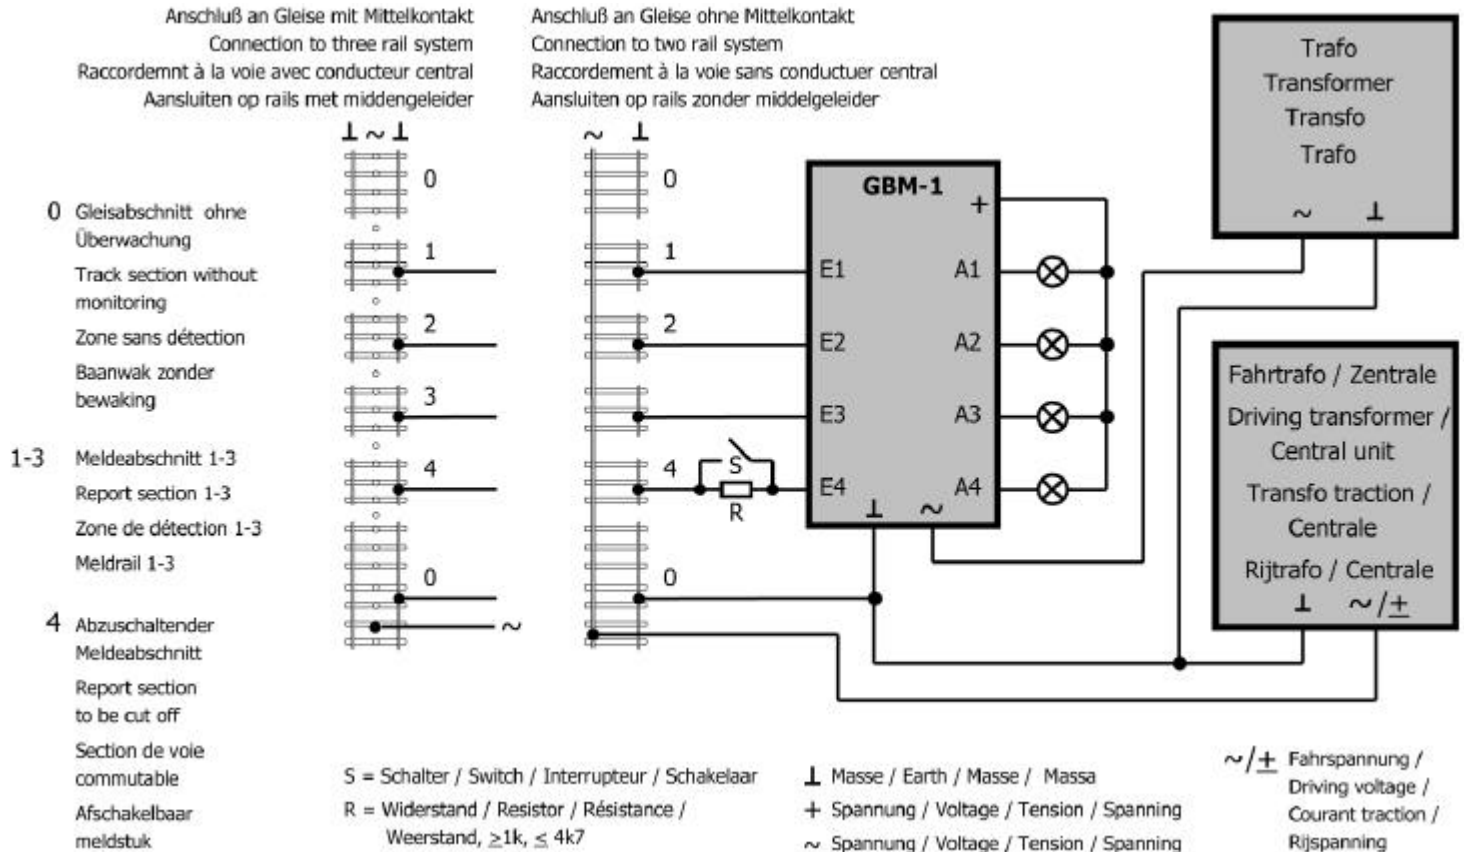 Anschluß an Gleise mit Mittelkontakt
Connection to three rail system
Raccordemnt à la voie avec conducteur central
Aansluiten op rails met middengeleider
⊥ ~ ⊥
0
1
2
3
4
0
~
Anschluß an Gleise ohne Mittelkontakt
Connection to two rail system
Raccordement à la voie sans conductuer central
Aansluiten op rails zonder middelgeleider
~ ⊥
0
1
2
3
4
0
S
R
GBM-1
+
E1 A1
E2 A2
E3 A3
E4 A4
⊥ ~
Trafo
Transformer
Transfo
Trafo
~ ⊥
Fahrtrafo / Zentrale
Driving transformer /
Central unit
Transfo traction /
Centrale
Rijtrafo / Centrale
⊥ ~/±
0 Gleisabschnitt ohne
Überwachung
Track section without
monitoring
Zone sans détection
Baanwak zonder
bewaking
1-3 Meldeabschnitt 1-3
Report section 1-3
Zone de détection 1-3
Meldrail 1-3
4 Abzuschaltender
Meldeabschnitt
Report section
to be cut off
Section de voie
commutable
Afschakelbaar
meldstuk
S = Schalter / Switch / Interrupteur / Schakelaar
R = Widerstand / Resistor / Résistance /
Weerstand, ≥1k, ≤ 4k7
⊥ Masse / Earth / Masse / Massa
+ Spannung / Voltage / Tension / Spanning
~ Spannung / Voltage / Tension / Spanning
~/± Fahrspannung /
Driving voltage /
Courant traction /
Rijspanning